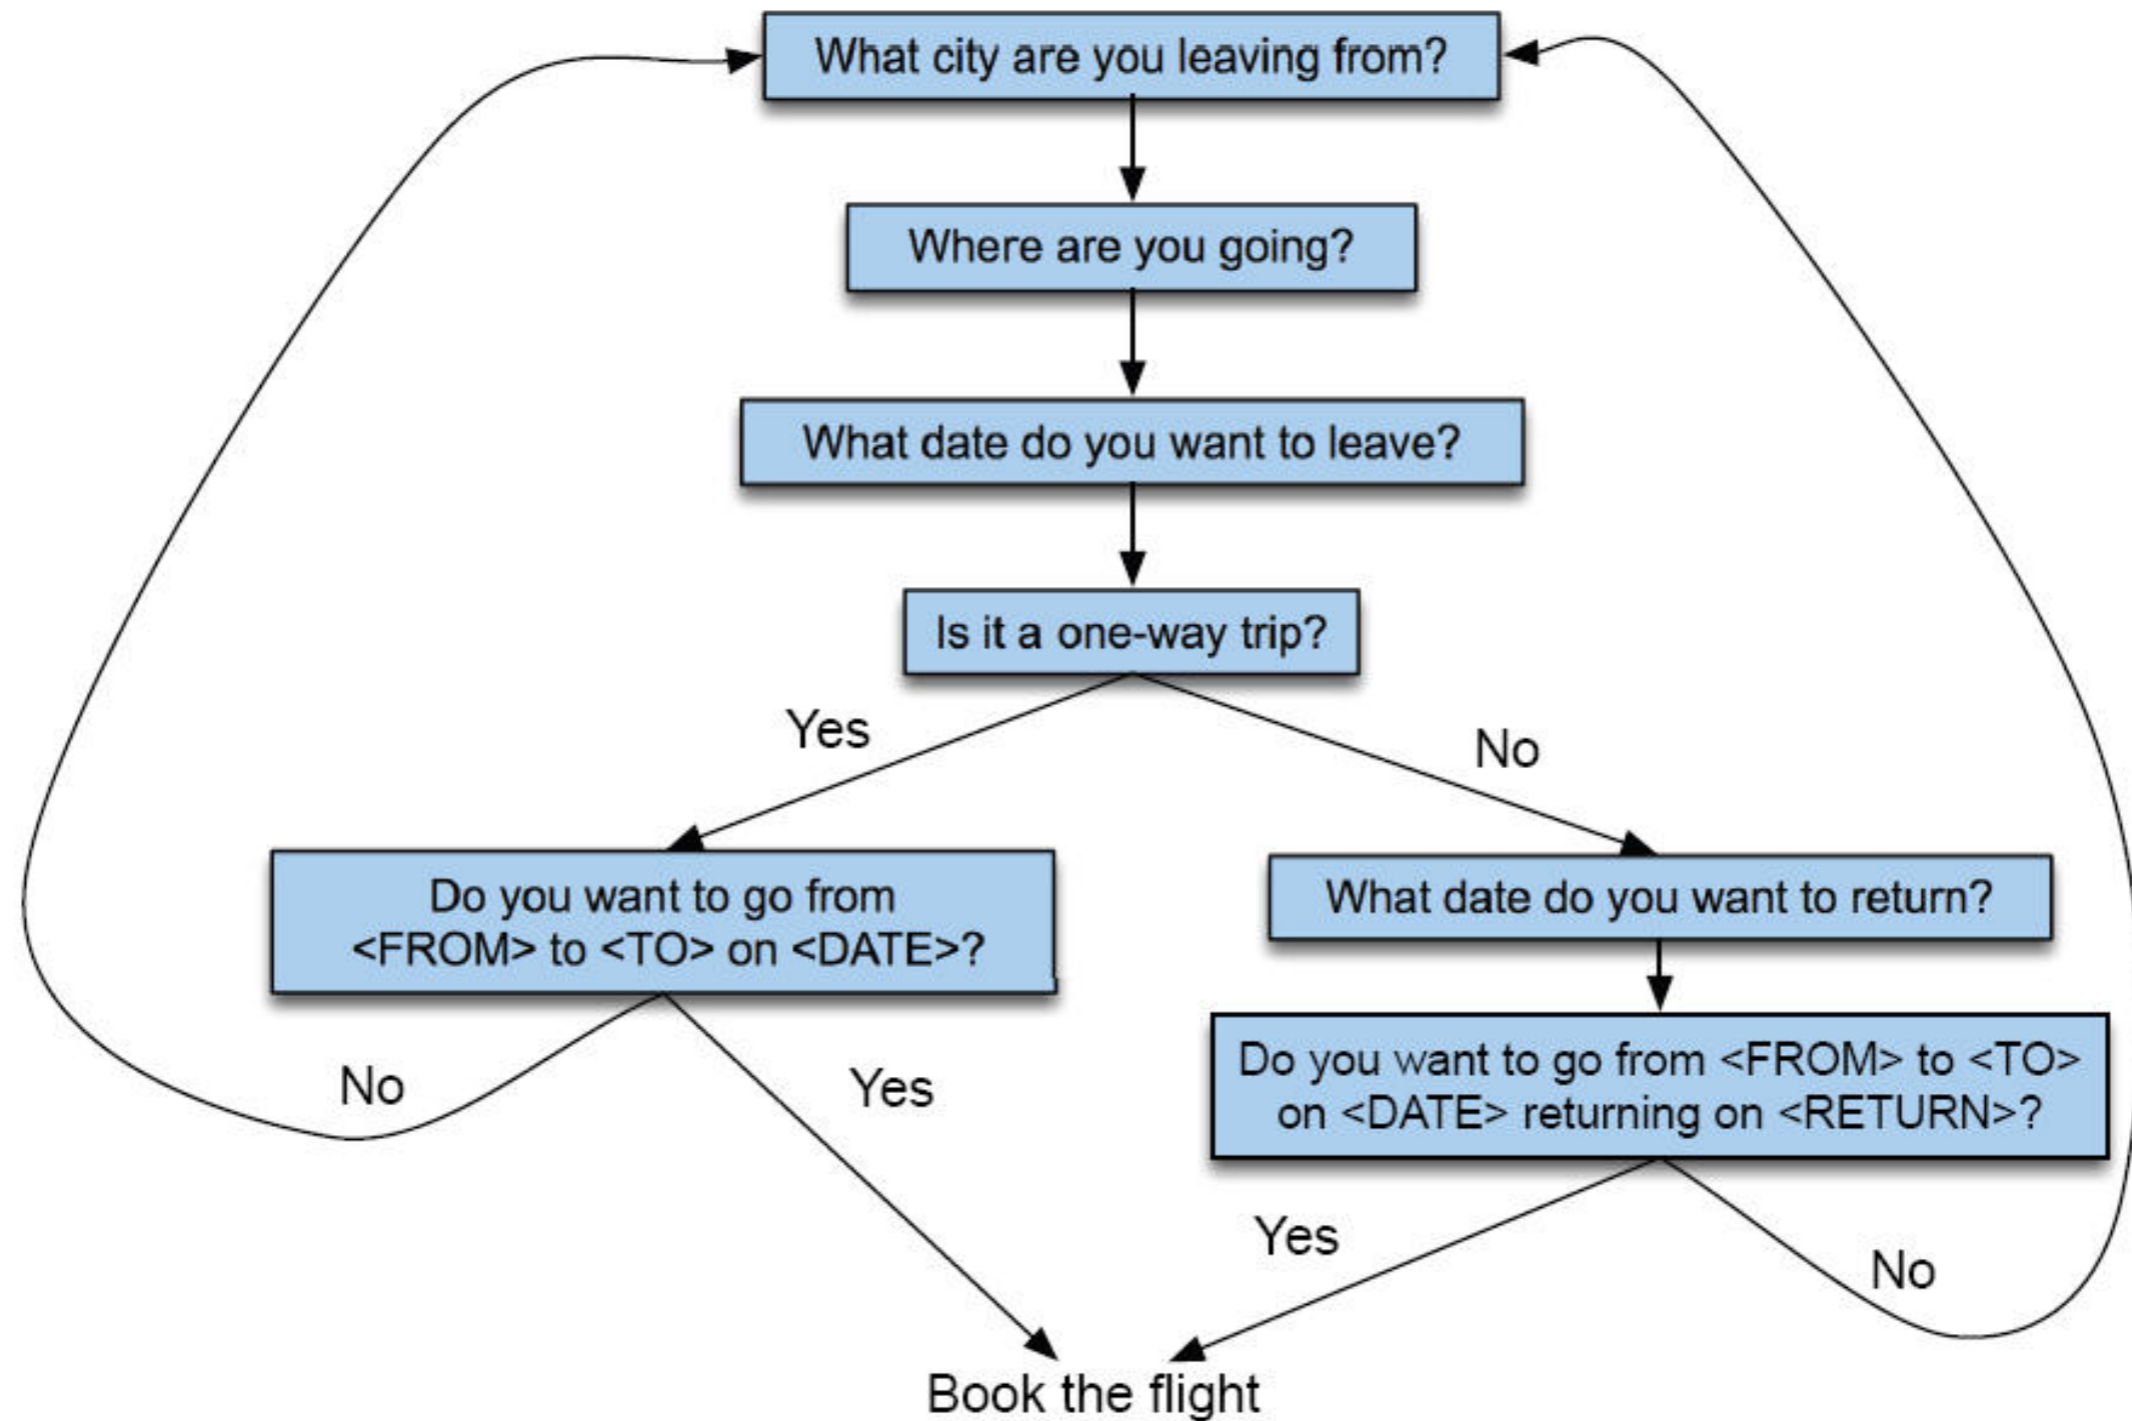 What city are you leaving from?
Where are you going?
What date do you want to leave?
Is it a one-way trip?
Yes
No
Do you want to go from
<FROM> to <TO> on <DATE>?
What date do you want to return?
Do you want to go from <FROM> to <TO>
on <DATE> returning on <RETURN>?
No
Yes
Yes
No
Book the flight